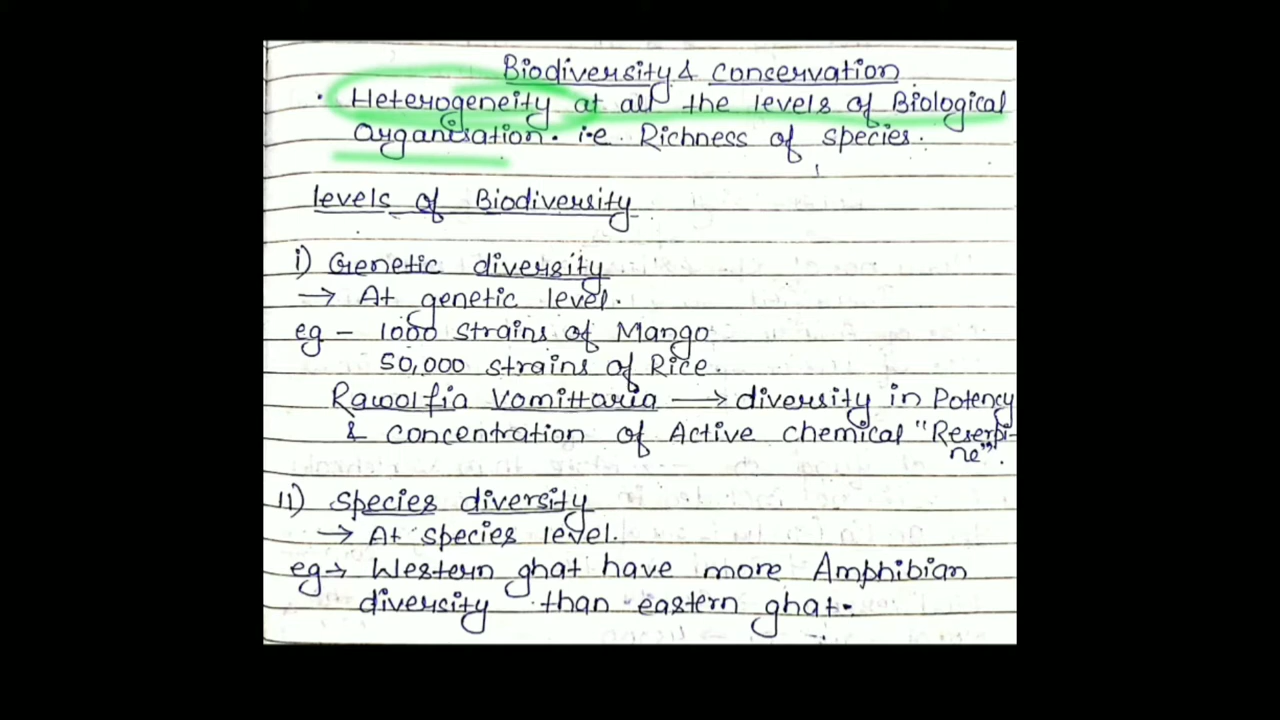 Biodiversity & Conservation
• Heterogeneity at all the levels of Biological
Organisation. i.e. Richness of species.
levels of Biodiversity
i) Genetic diversity
→ At genetic level.
eg - 1000 strains of Mango
50,000 strains of Rice.
Rawolfia Vomittaria → diversity in Potency
& concentration of Active chemical "Reserpi-
ne".
ii) Species diversity
→ At species level.
eg → Western ghat have more Amphibian
diversity than eastern ghat.